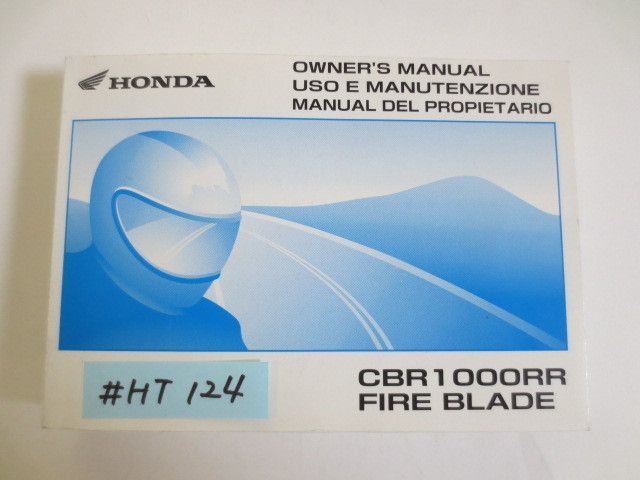 HONDA
OWNER'S MANUAL
USO E MANUTENZIONE
MANUAL DEL PROPIETARIO
#HT 124
CBR1000RR
FIRE BLADE